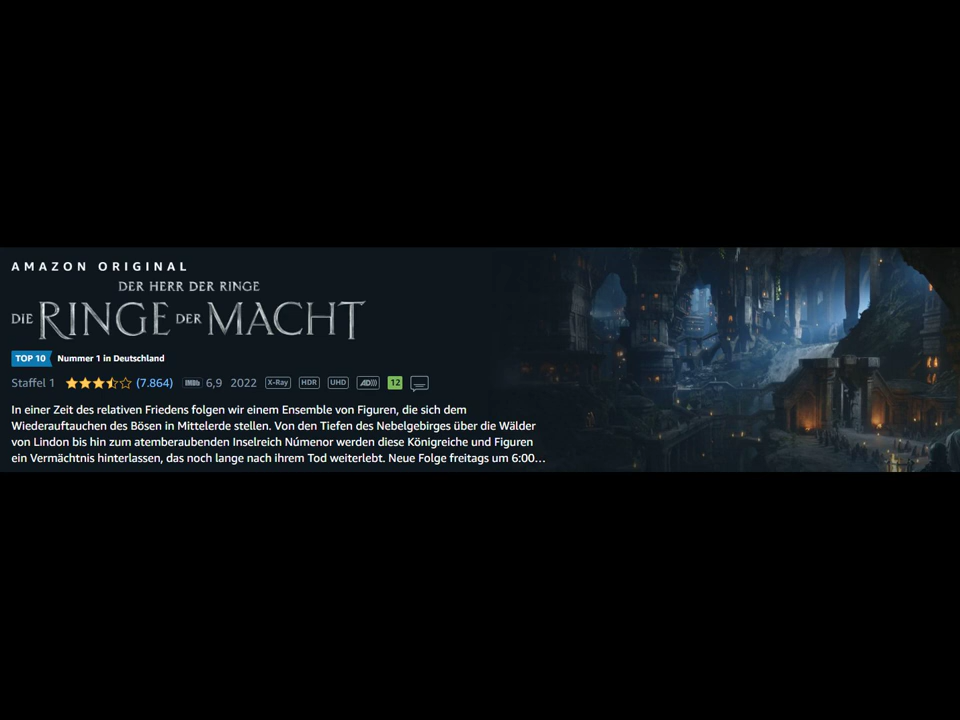 AMAZON ORIGINAL
DER HERR DER RINGE
DIE RINGE DER MACHT
TOP 10 Nummer 1 in Deutschland
Staffel 1 (7.864) IMDb 6,9 2022 X-Ray HDR UHD AD 12
In einer Zeit des relativen Friedens folgen wir einem Ensemble von Figuren, die sich dem
Wiederauftauchen des Bösen in Mittelerde stellen. Von den Tiefen des Nebelgebirges über die Wälder
von Lindon bis hin zum atemberaubenden Inselreich Númenor werden diese Königreiche und Figuren
ein Vermächtnis hinterlassen, das noch lange nach ihrem Tod weiterlebt. Neue Folge freitags um 6:00…